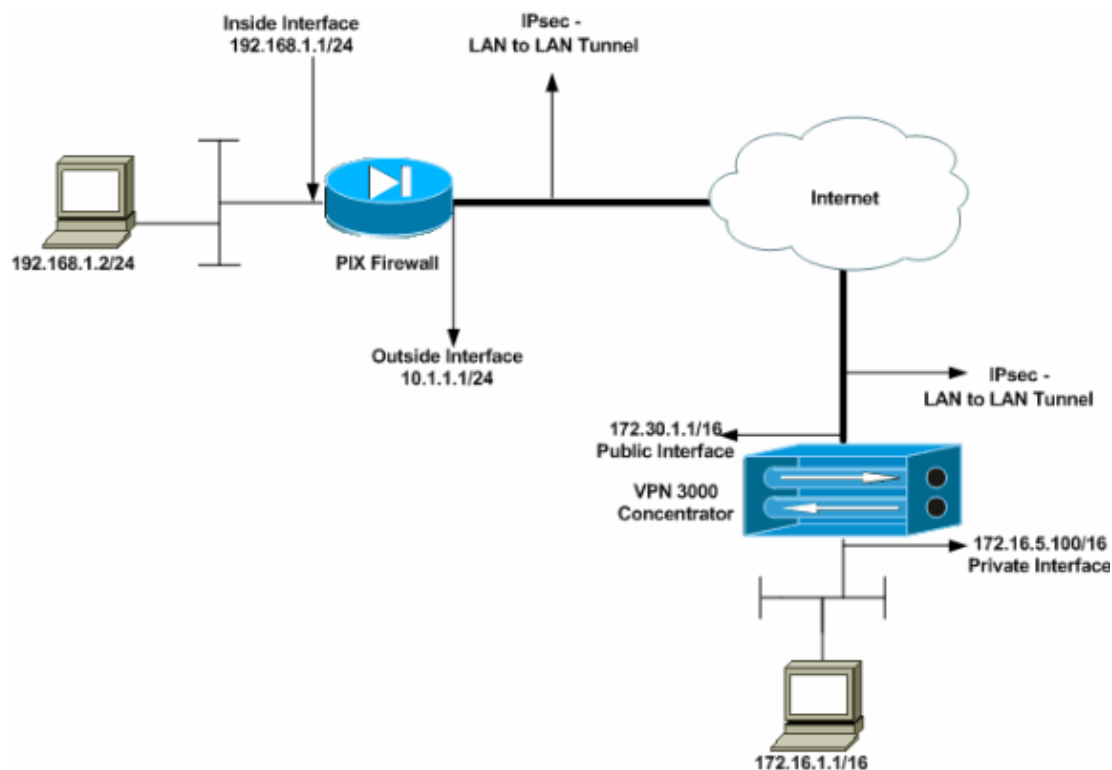 Inside Interface
192.168.1.1/24
IPsec -
LAN to LAN Tunnel
Internet
192.168.1.2/24
PIX Firewall
Outside Interface
10.1.1.1/24
IPsec -
LAN to LAN Tunnel
172.30.1.1/16
Public Interface
VPN 3000
Concentrator
172.16.5.100/16
Private Interface
172.16.1.1/16